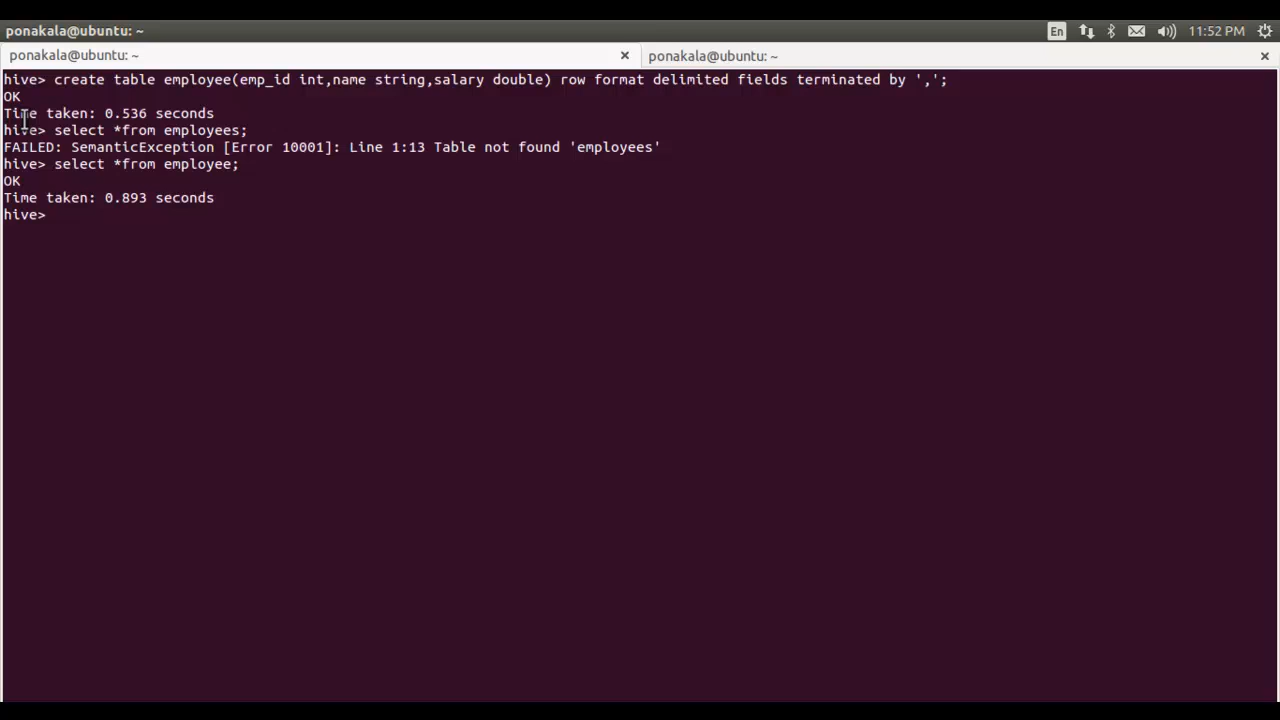 ponakala@ubuntu: ~
En
11:52 PM
ponakala@ubuntu: ~ × ponakala@ubuntu: ~ ×
hive> create table employee(emp_id int,name string,salary double) row format delimited fields terminated by ',';
OK
Time taken: 0.536 seconds
hive> select *from employees;
FAILED: SemanticException [Error 10001]: Line 1:13 Table not found 'employees'
hive> select *from employee;
OK
Time taken: 0.893 seconds
hive>